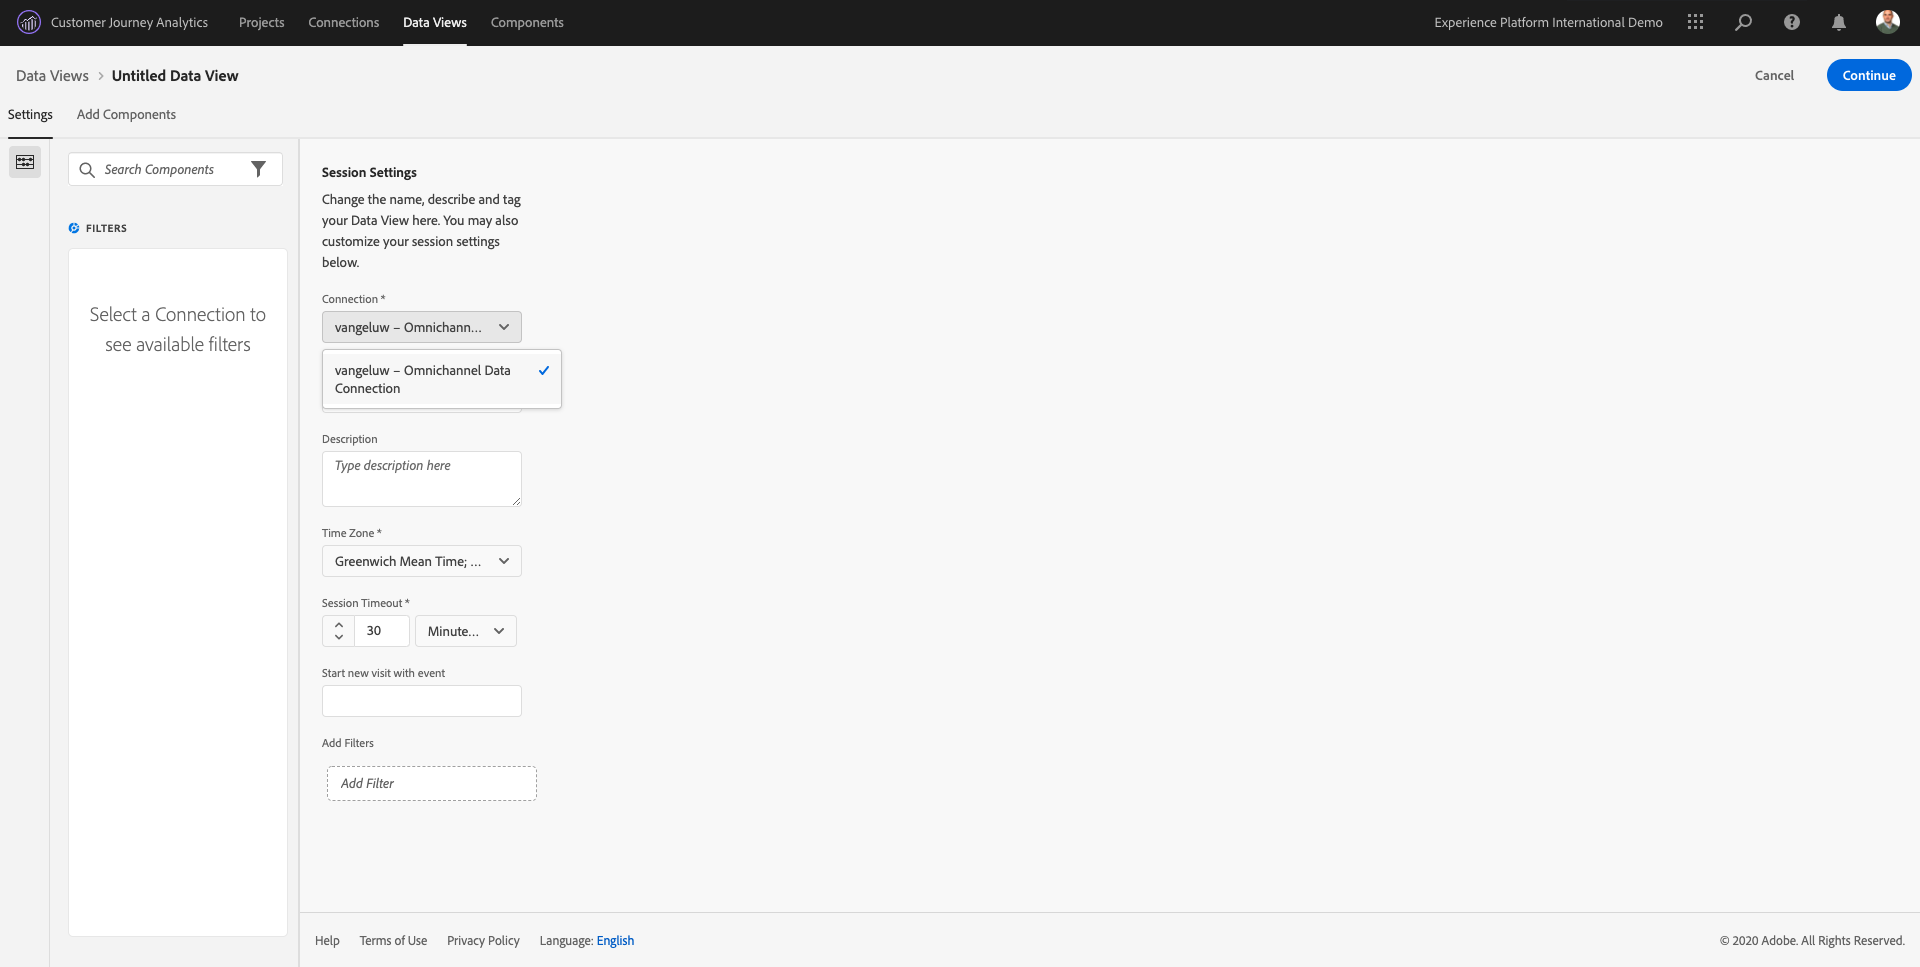 Customer Journey Analytics
Projects
Connections
Data Views
Components
Experience Platform International Demo
Data Views > Untitled Data View
Cancel
Continue
Settings
Add Components
Search Components
FILTERS
Select a Connection to
see available filters
Session Settings
Change the name, describe and tag
your Data View here. You may also
customize your session settings
below.
Connection *
vangeluw – Omnichann...
vangeluw – Omnichannel Data
Connection
Description
Type description here
Time Zone *
Greenwich Mean Time; ...
Session Timeout *
30
Minute...
Start new visit with event
Add Filters
Add Filter
Help
Terms of Use
Privacy Policy
Language: English
© 2020 Adobe. All Rights Reserved.